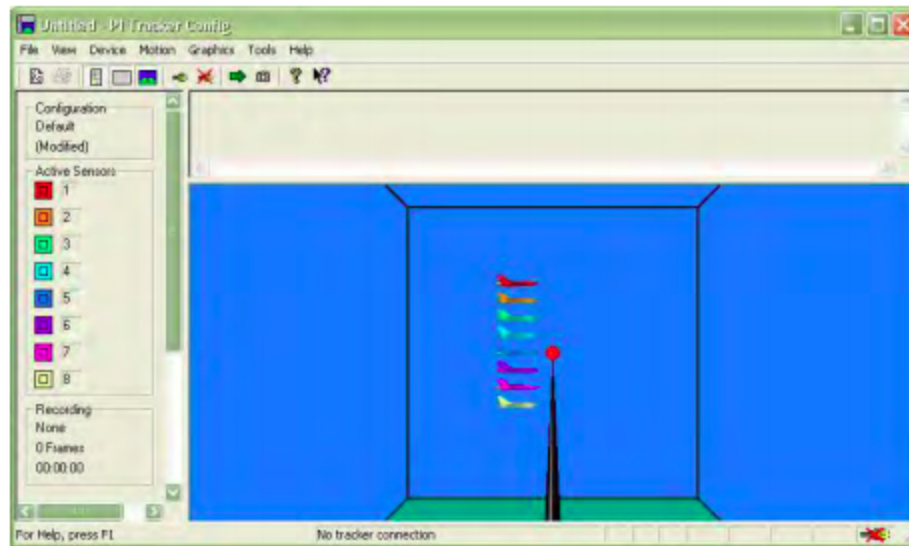 Untitled - PI Tracker Config
File View Device Motion Graphics Tools Help
Configuration
Default
(Modified)
Active Sensors
1
2
3
4
5
6
7
8
Recording
None
0 Frames
00:00:00
For Help, press F1
No tracker connection